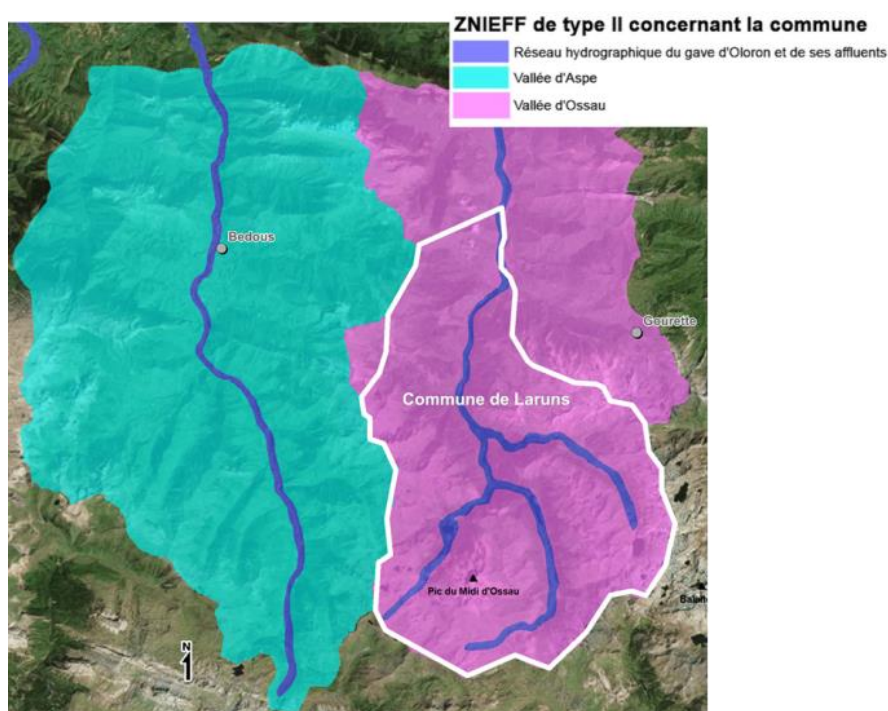 ZNIEFF de type II concernant la commune
Réseau hydrographique du gave d'Oloron et de ses affluents
Vallée d'Aspe
Vallée d'Ossau
Bedous
Gourette
Commune de Laruns
Pic du Midi d'Ossau
N